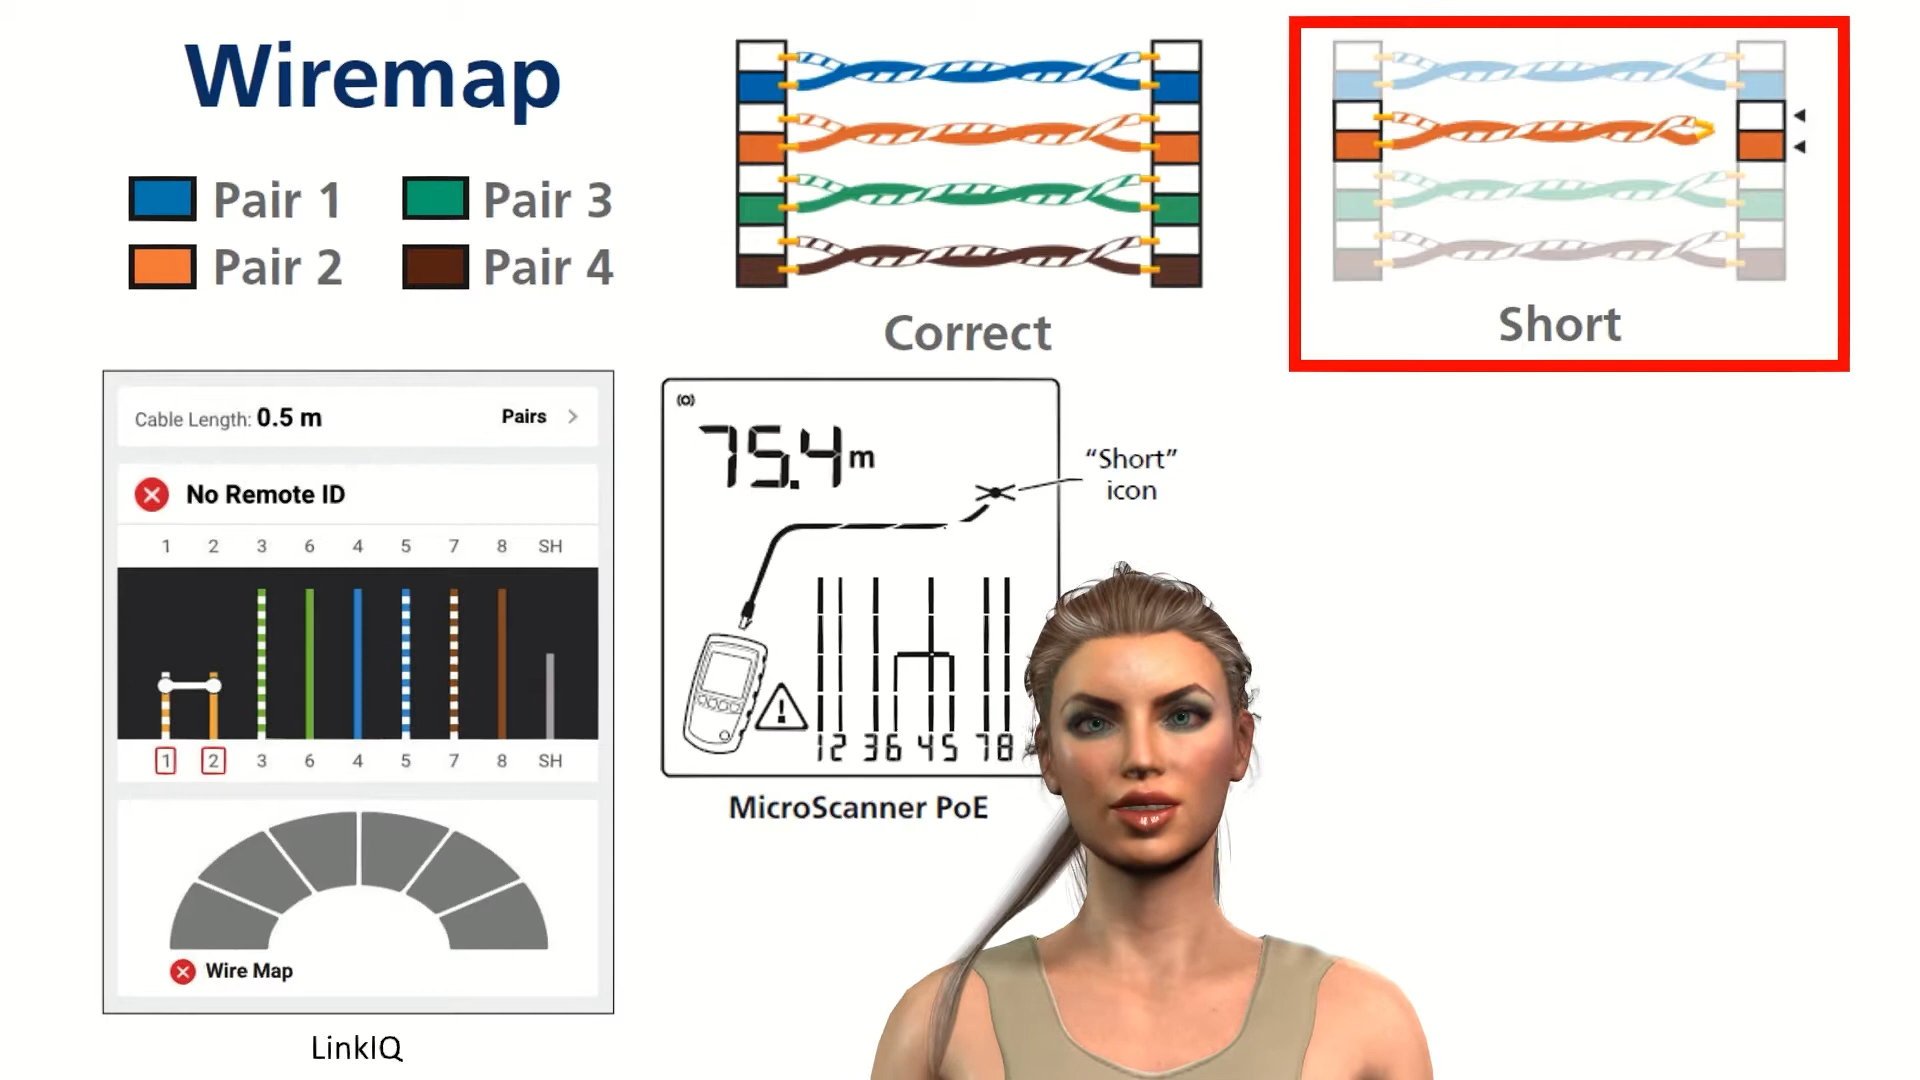 Wiremap
Pair 1
Pair 3
Pair 2
Pair 4
Correct
Short
Cable Length: 0.5 m
Pairs
No Remote ID
1 2 3 6 4 5 7 8 SH
1 2 3 6 4 5 7 8 SH
Wire Map
LinkIQ
75.4 m
"Short"
icon
12 36 45 78
MicroScanner PoE